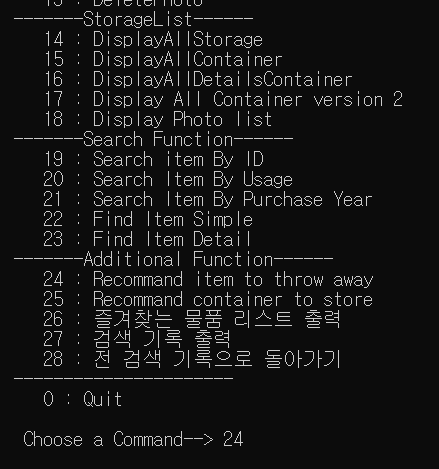 13 : DeletePhoto
-------StorageList------
14 : DisplayAllStorage
15 : DisplayAllContainer
16 : DisplayAllDetailsContainer
17 : Display All Container version 2
18 : Display Photo list
-------Search Function------
19 : Search item By ID
20 : Search Item By Usage
21 : Search Item By Purchase Year
22 : Find Item Simple
23 : Find Item Detail
-------Additional Function------
24 : Recommand item to throw away
25 : Recommand container to store
26 : 즐겨찾는 물품 리스트 출력
27 : 검색 기록 출력
28 : 전 검색 기록으로 돌아가기
----------------------
0 : Quit
Choose a Command--> 24